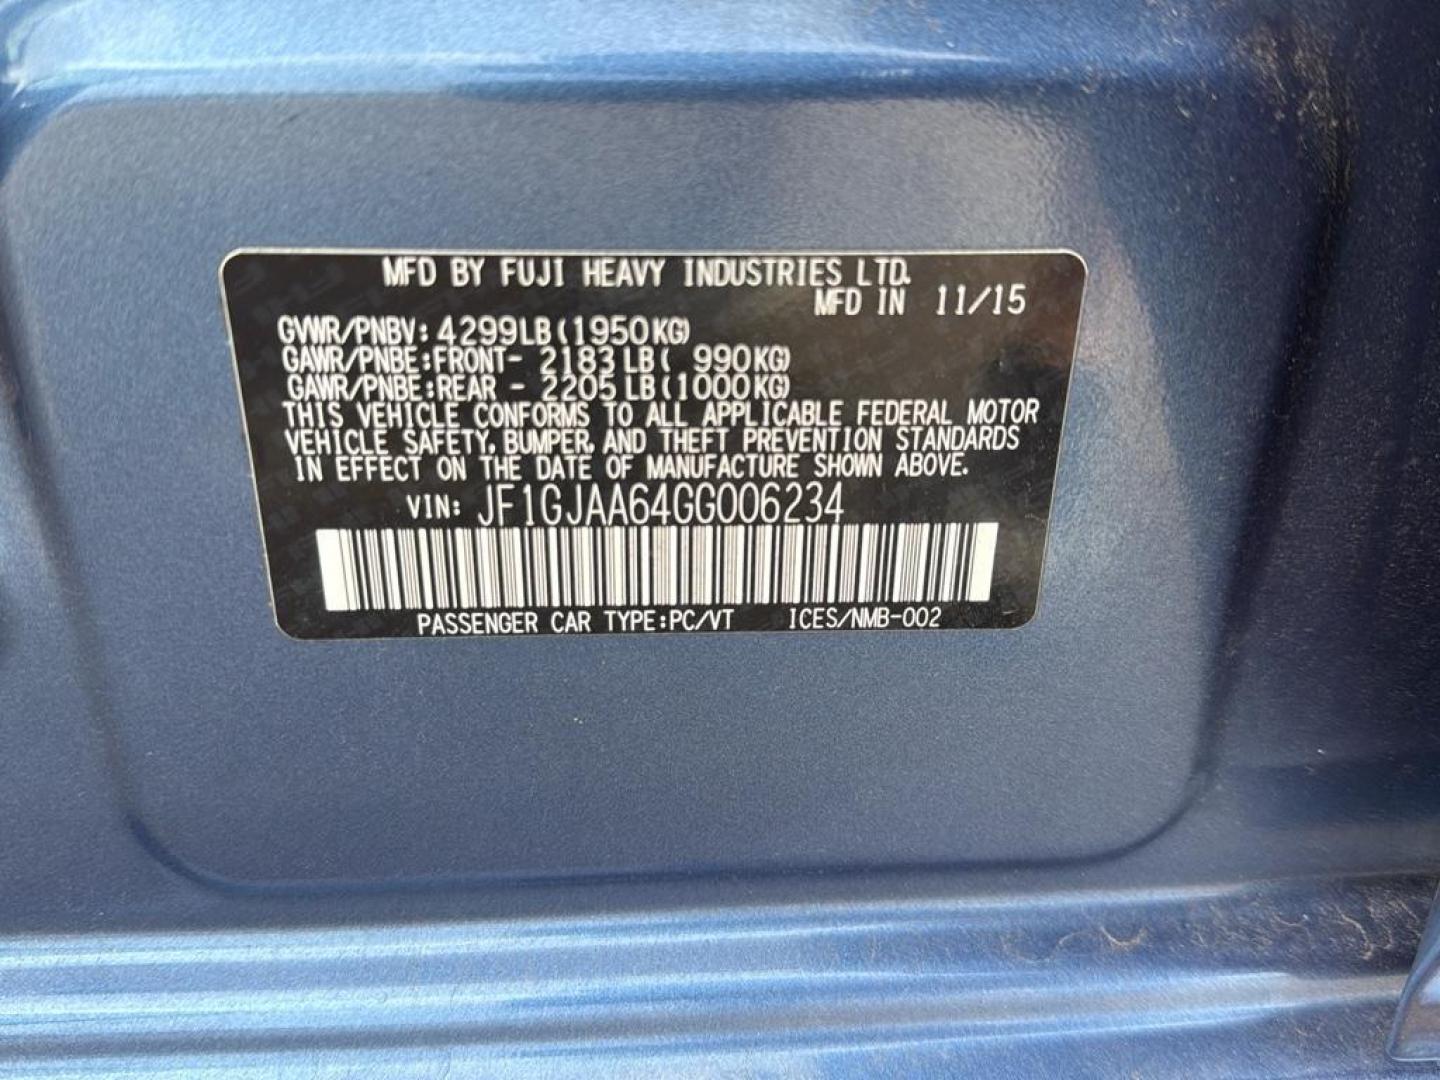 MFD BY FUJI HEAVY INDUSTRIES LTD.
MFD IN 11/15
GVWR/PNBV: 4299LB(1950KG)
GAWR/PNBE:FRONT- 2183LB( 990KG)
GAWR/PNBE:REAR - 2205LB(1000KG)
THIS VEHICLE CONFORMS TO ALL APPLICABLE FEDERAL MOTOR
VEHICLE SAFETY, BUMPER, AND THEFT PREVENTION STANDARDS
IN EFFECT ON THE DATE OF MANUFACTURE SHOWN ABOVE.
VIN: JF1GJAA64GG006234
PASSENGER CAR TYPE:PC/VT ICES/NMB-002